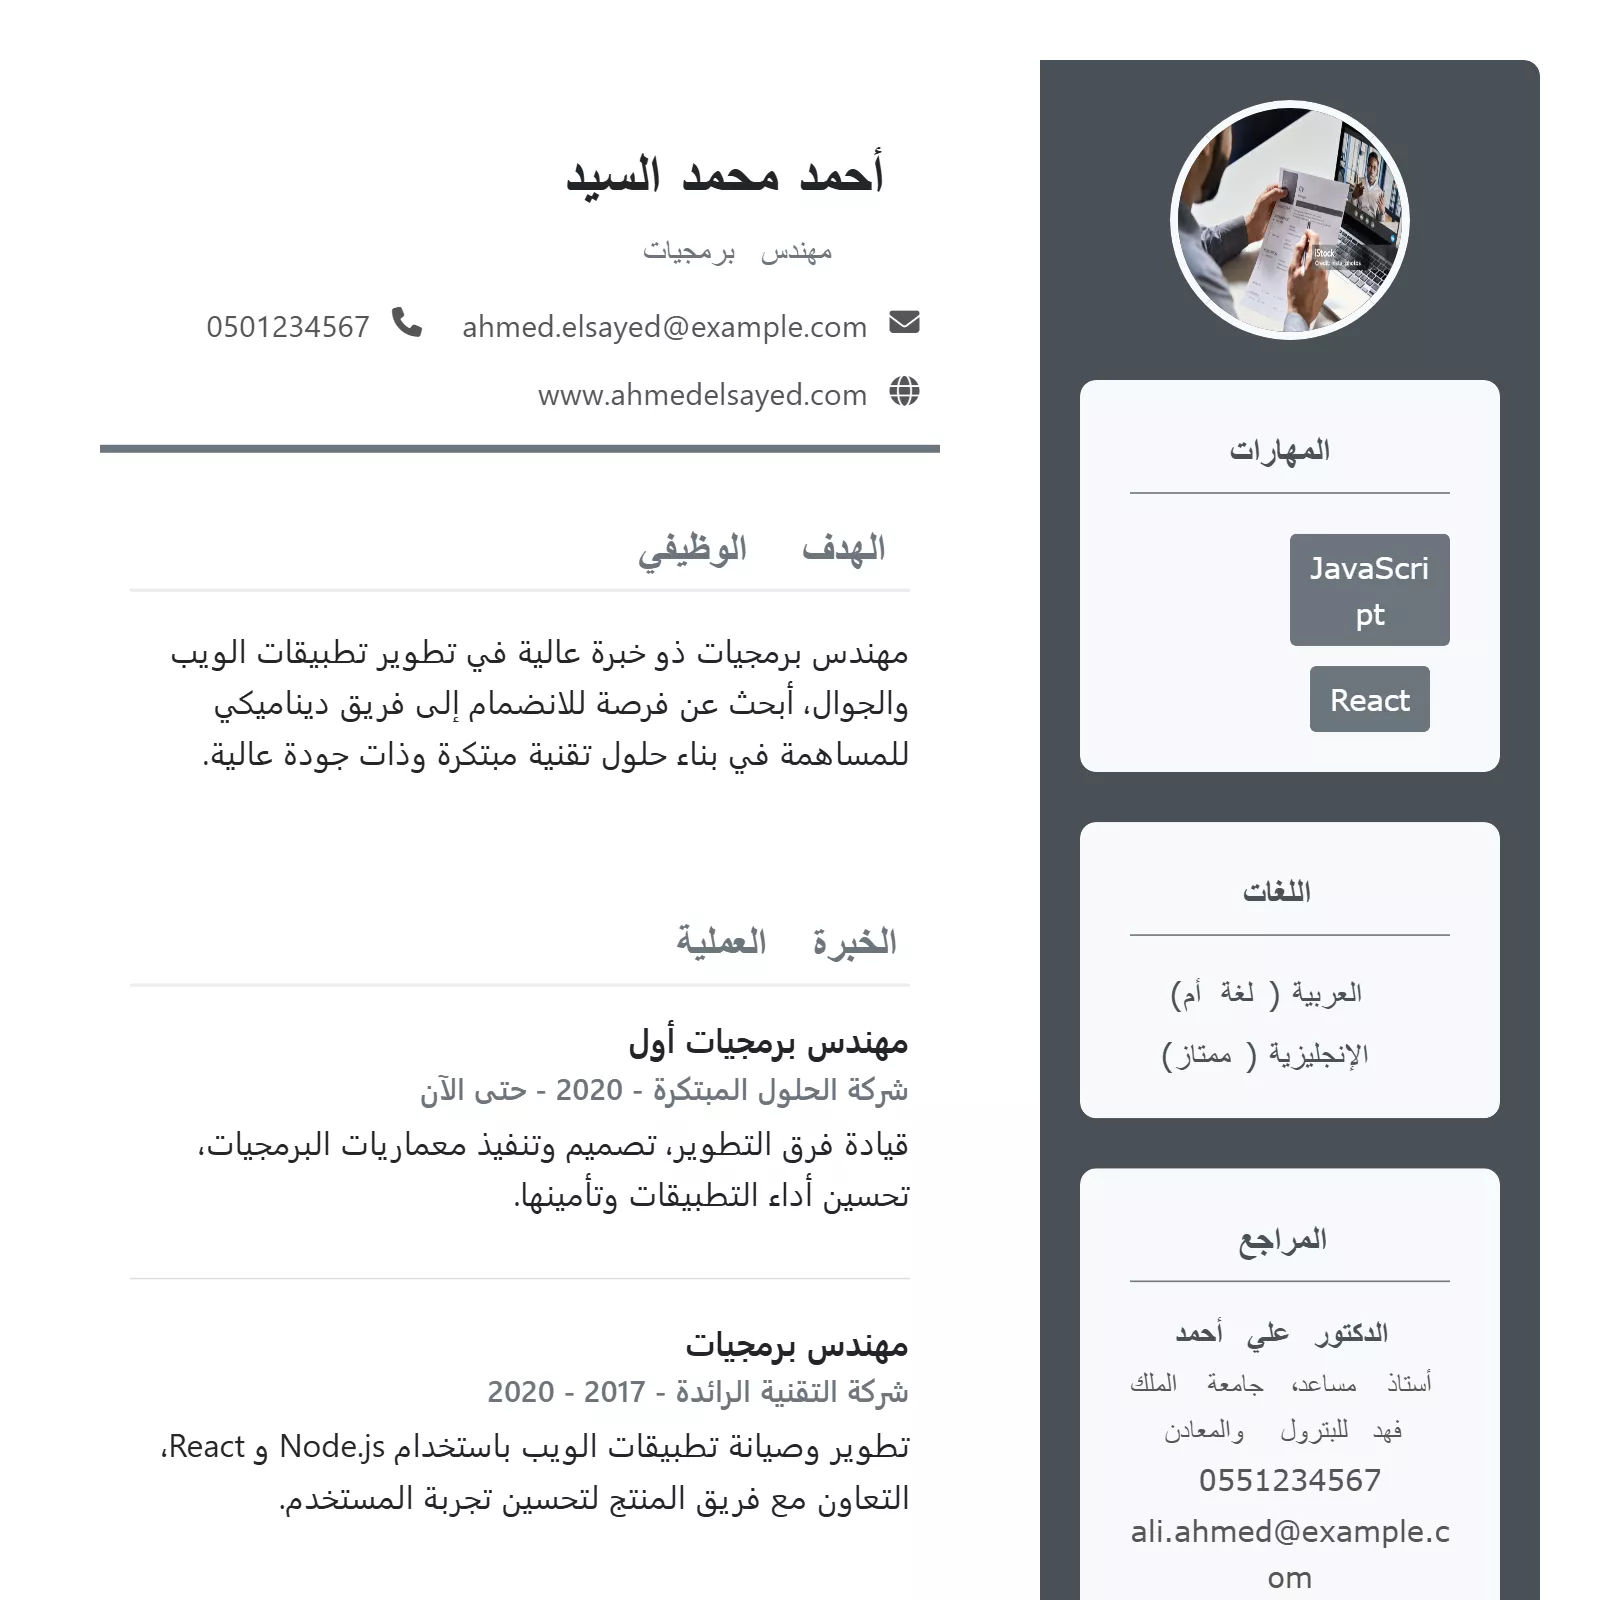 أحمد محمد السيد
مهندس برمجيات
ahmed.elsayed@example.com 0501234567
www.ahmedelsayed.com
الهدف الوظيفي
مهندس برمجيات ذو خبرة عالية في تطوير تطبيقات الويب
والجوال، أبحث عن فرصة للانضمام إلى فريق ديناميكي
للمساهمة في بناء حلول تقنية مبتكرة وذات جودة عالية.
الخبرة العملية
مهندس برمجيات أول
شركة الحلول المبتكرة - 2020 - حتى الآن
قيادة فرق التطوير، تصميم وتنفيذ معماريات البرمجيات،
تحسين أداء التطبيقات وتأمينها.
مهندس برمجيات
شركة التقنية الرائدة - 2017 - 2020
تطوير وصيانة تطبيقات الويب باستخدام Node.js و React،
التعاون مع فريق المنتج لتحسين تجربة المستخدم.
iStock
المهارات
JavaScri
pt
React
اللغات
العربية ( لغة أم)
الإنجليزية ( ممتاز)
المراجع
الدكتور علي أحمد
أستاذ مساعد، جامعة الملك
فهد للبترول والمعادن
0551234567
ali.ahmed@example.c
om